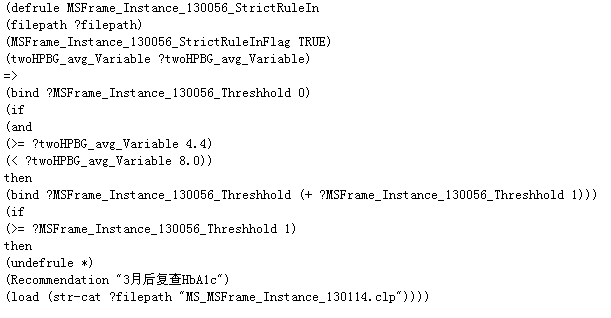 (defrule MSFrame_Instance_130056_StrictRuleIn
(filepath ?filepath)
(MSFrame_Instance_130056_StrictRuleInFlag TRUE)
(twoHPBG_avg_Variable ?twoHPBG_avg_Variable)
=>
(bind ?MSFrame_Instance_130056_Threshhold 0)
(if
(and
(>= ?twoHPBG_avg_Variable 4.4)
(< ?twoHPBG_avg_Variable 8.0))
then
(bind ?MSFrame_Instance_130056_Threshhold (+ ?MSFrame_Instance_130056_Threshhold 1)))
(if
(>= ?MSFrame_Instance_130056_Threshhold 1)
then
(undefrule *)
(Recommendation "3月后复查HbA1c")
(load (str-cat ?filepath "MS_MSFrame_Instance_130114.clp"))))